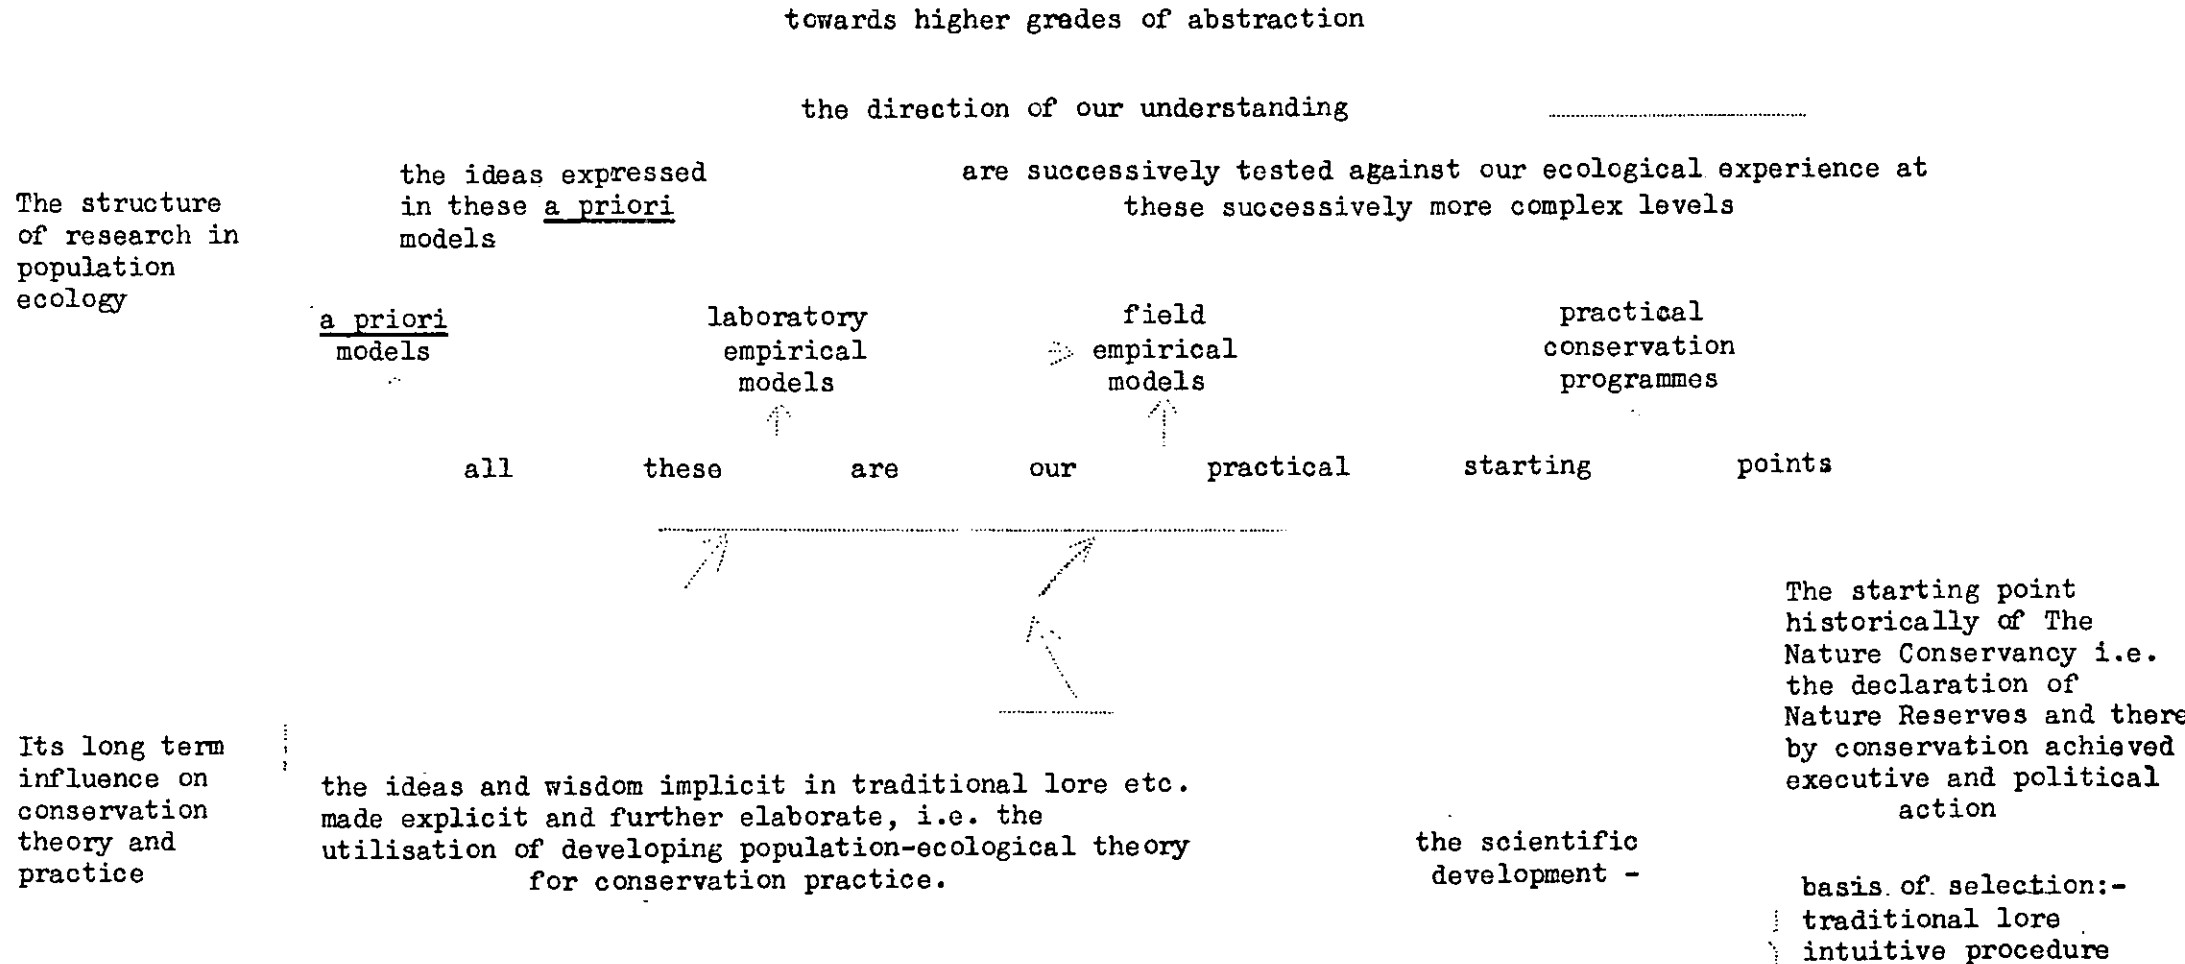 towards higher grades of abstraction
the direction of our understanding
The structure
of research in
population
ecology
the ideas expressed
in these a priori
models
are successively tested against our ecological experience at
these successively more complex levels
a priori
models
laboratory
empirical
models
field
empirical
models
practical
conservation
programmes
all these are our practical starting points
The starting point
historically of The
Nature Conservancy i.e.
the declaration of
Nature Reserves and there
by conservation achieved
executive and political
action
Its long term
influence on
conservation
theory and
practice
the ideas and wisdom implicit in traditional lore etc.
made explicit and further elaborate, i.e. the
utilisation of developing population-ecological theory
for conservation practice.
the scientific
development -
basis of selection:-
traditional lore
intuitive procedure